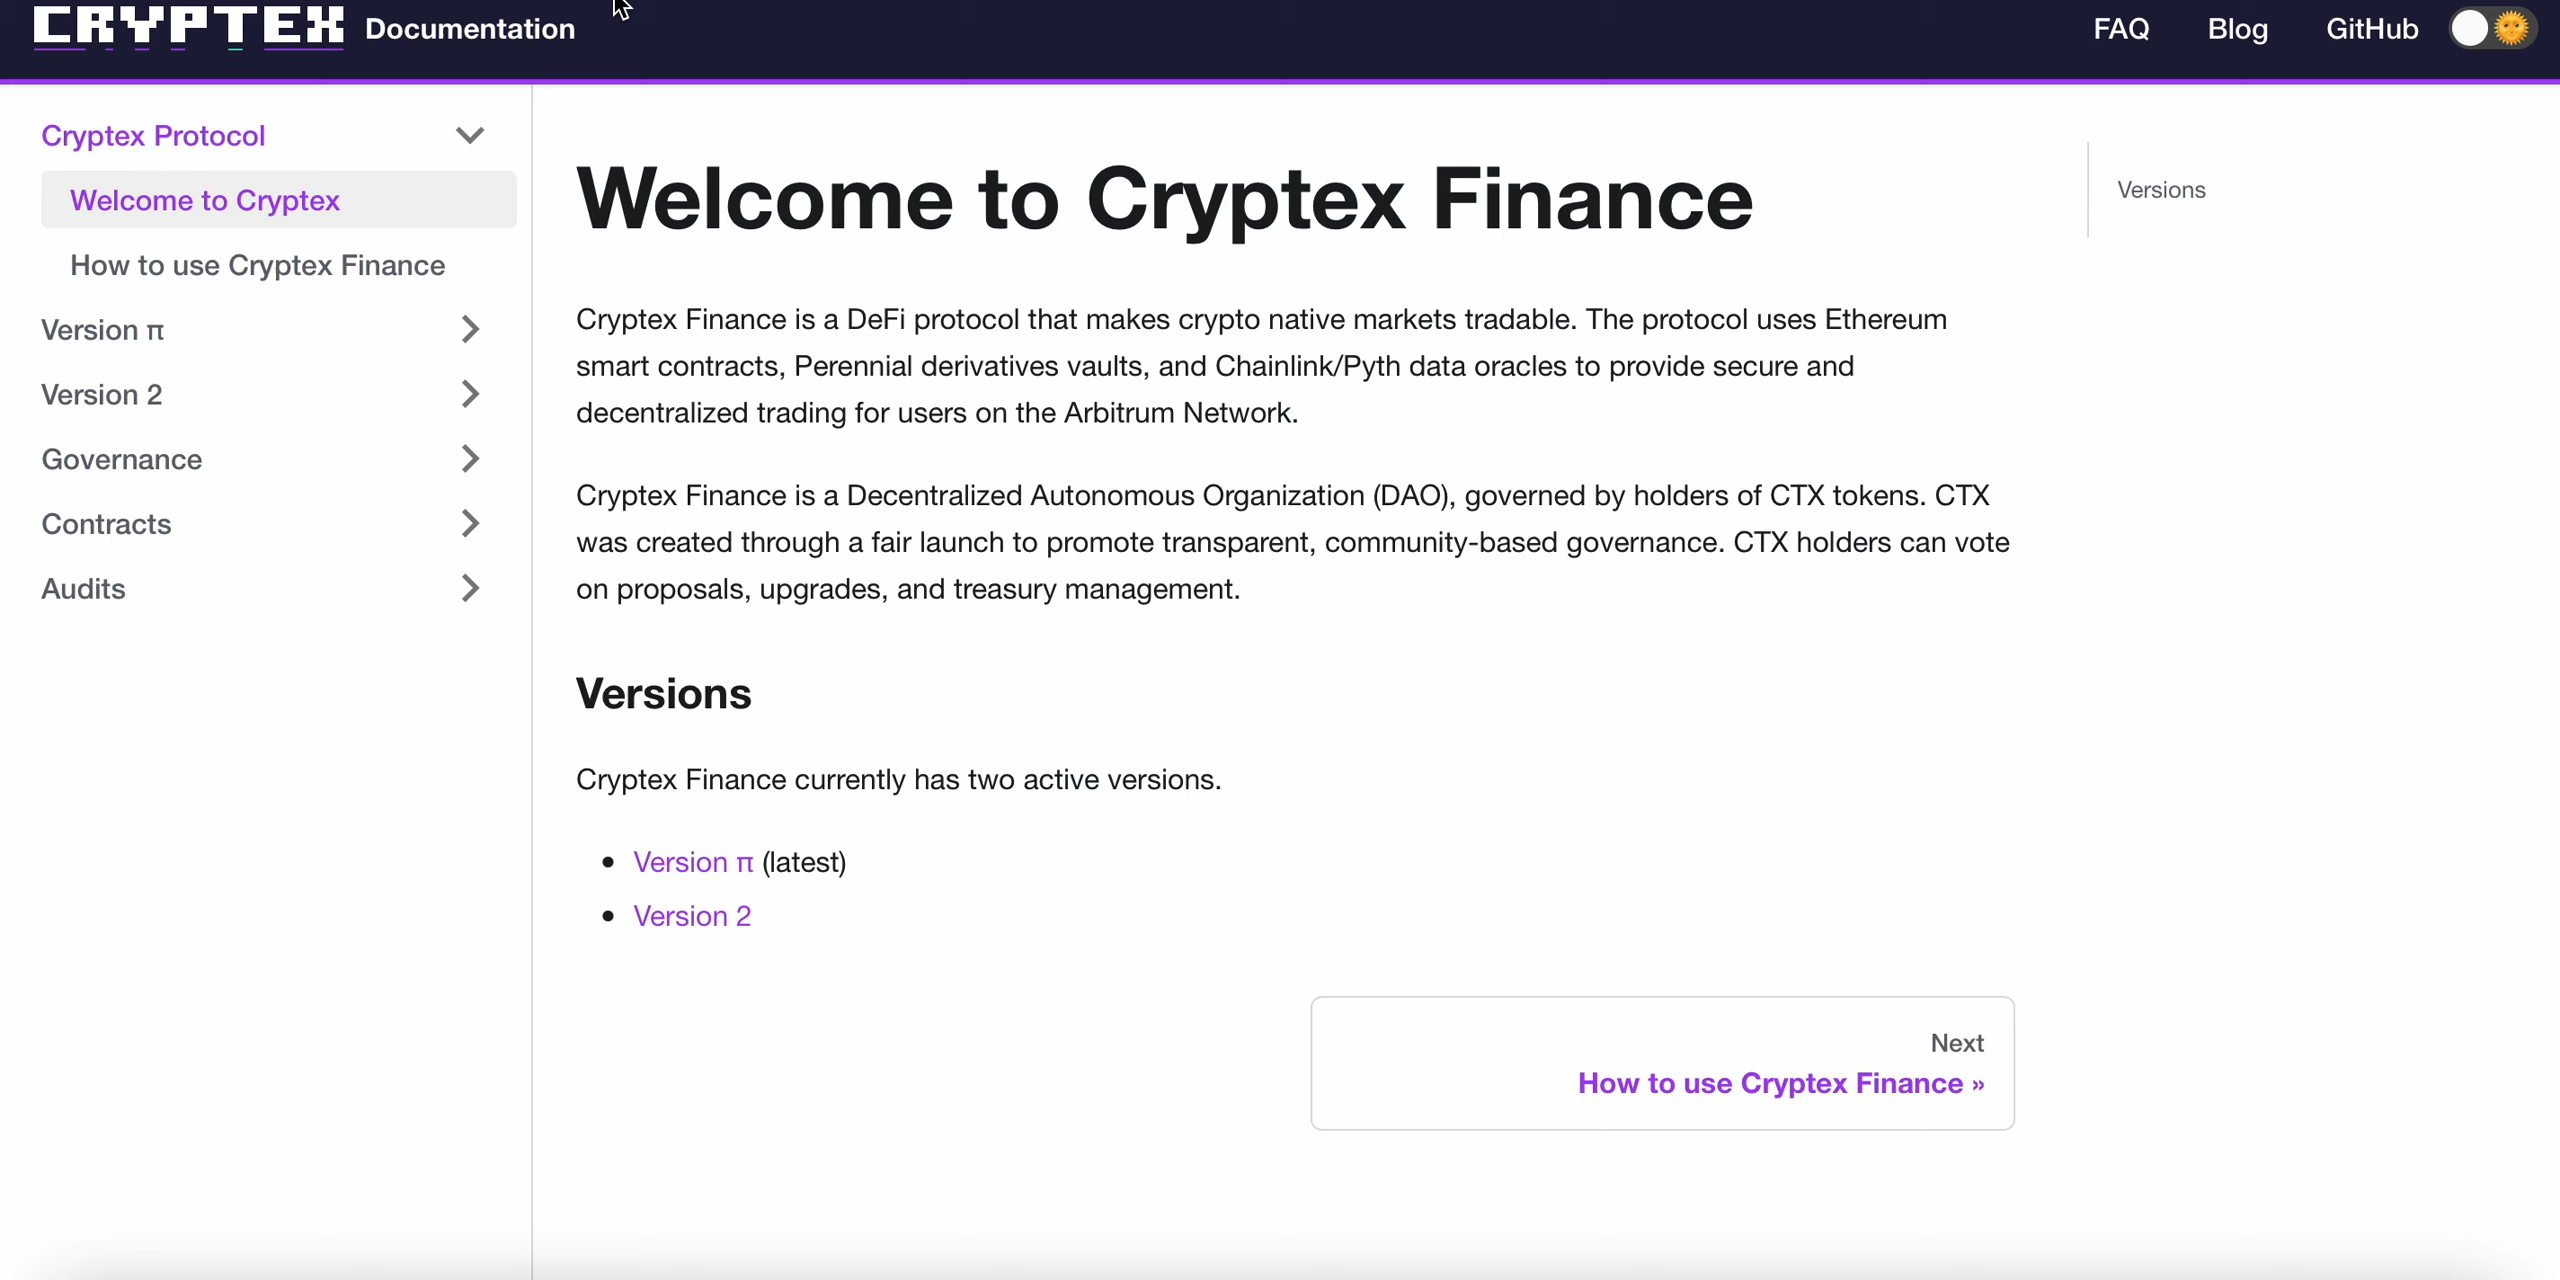 CRYPTEX Documentation
FAQ
Blog
GitHub
Cryptex Protocol
Welcome to Cryptex
How to use Cryptex Finance
Version π
Version 2
Governance
Contracts
Audits
Welcome to Cryptex Finance
Cryptex Finance is a DeFi protocol that makes crypto native markets tradable. The protocol uses Ethereum
smart contracts, Perennial derivatives vaults, and Chainlink/Pyth data oracles to provide secure and
decentralized trading for users on the Arbitrum Network.
Cryptex Finance is a Decentralized Autonomous Organization (DAO), governed by holders of CTX tokens. CTX
was created through a fair launch to promote transparent, community-based governance. CTX holders can vote
on proposals, upgrades, and treasury management.
Versions
Cryptex Finance currently has two active versions.
• Version π (latest)
• Version 2
Next
How to use Cryptex Finance »
Versions